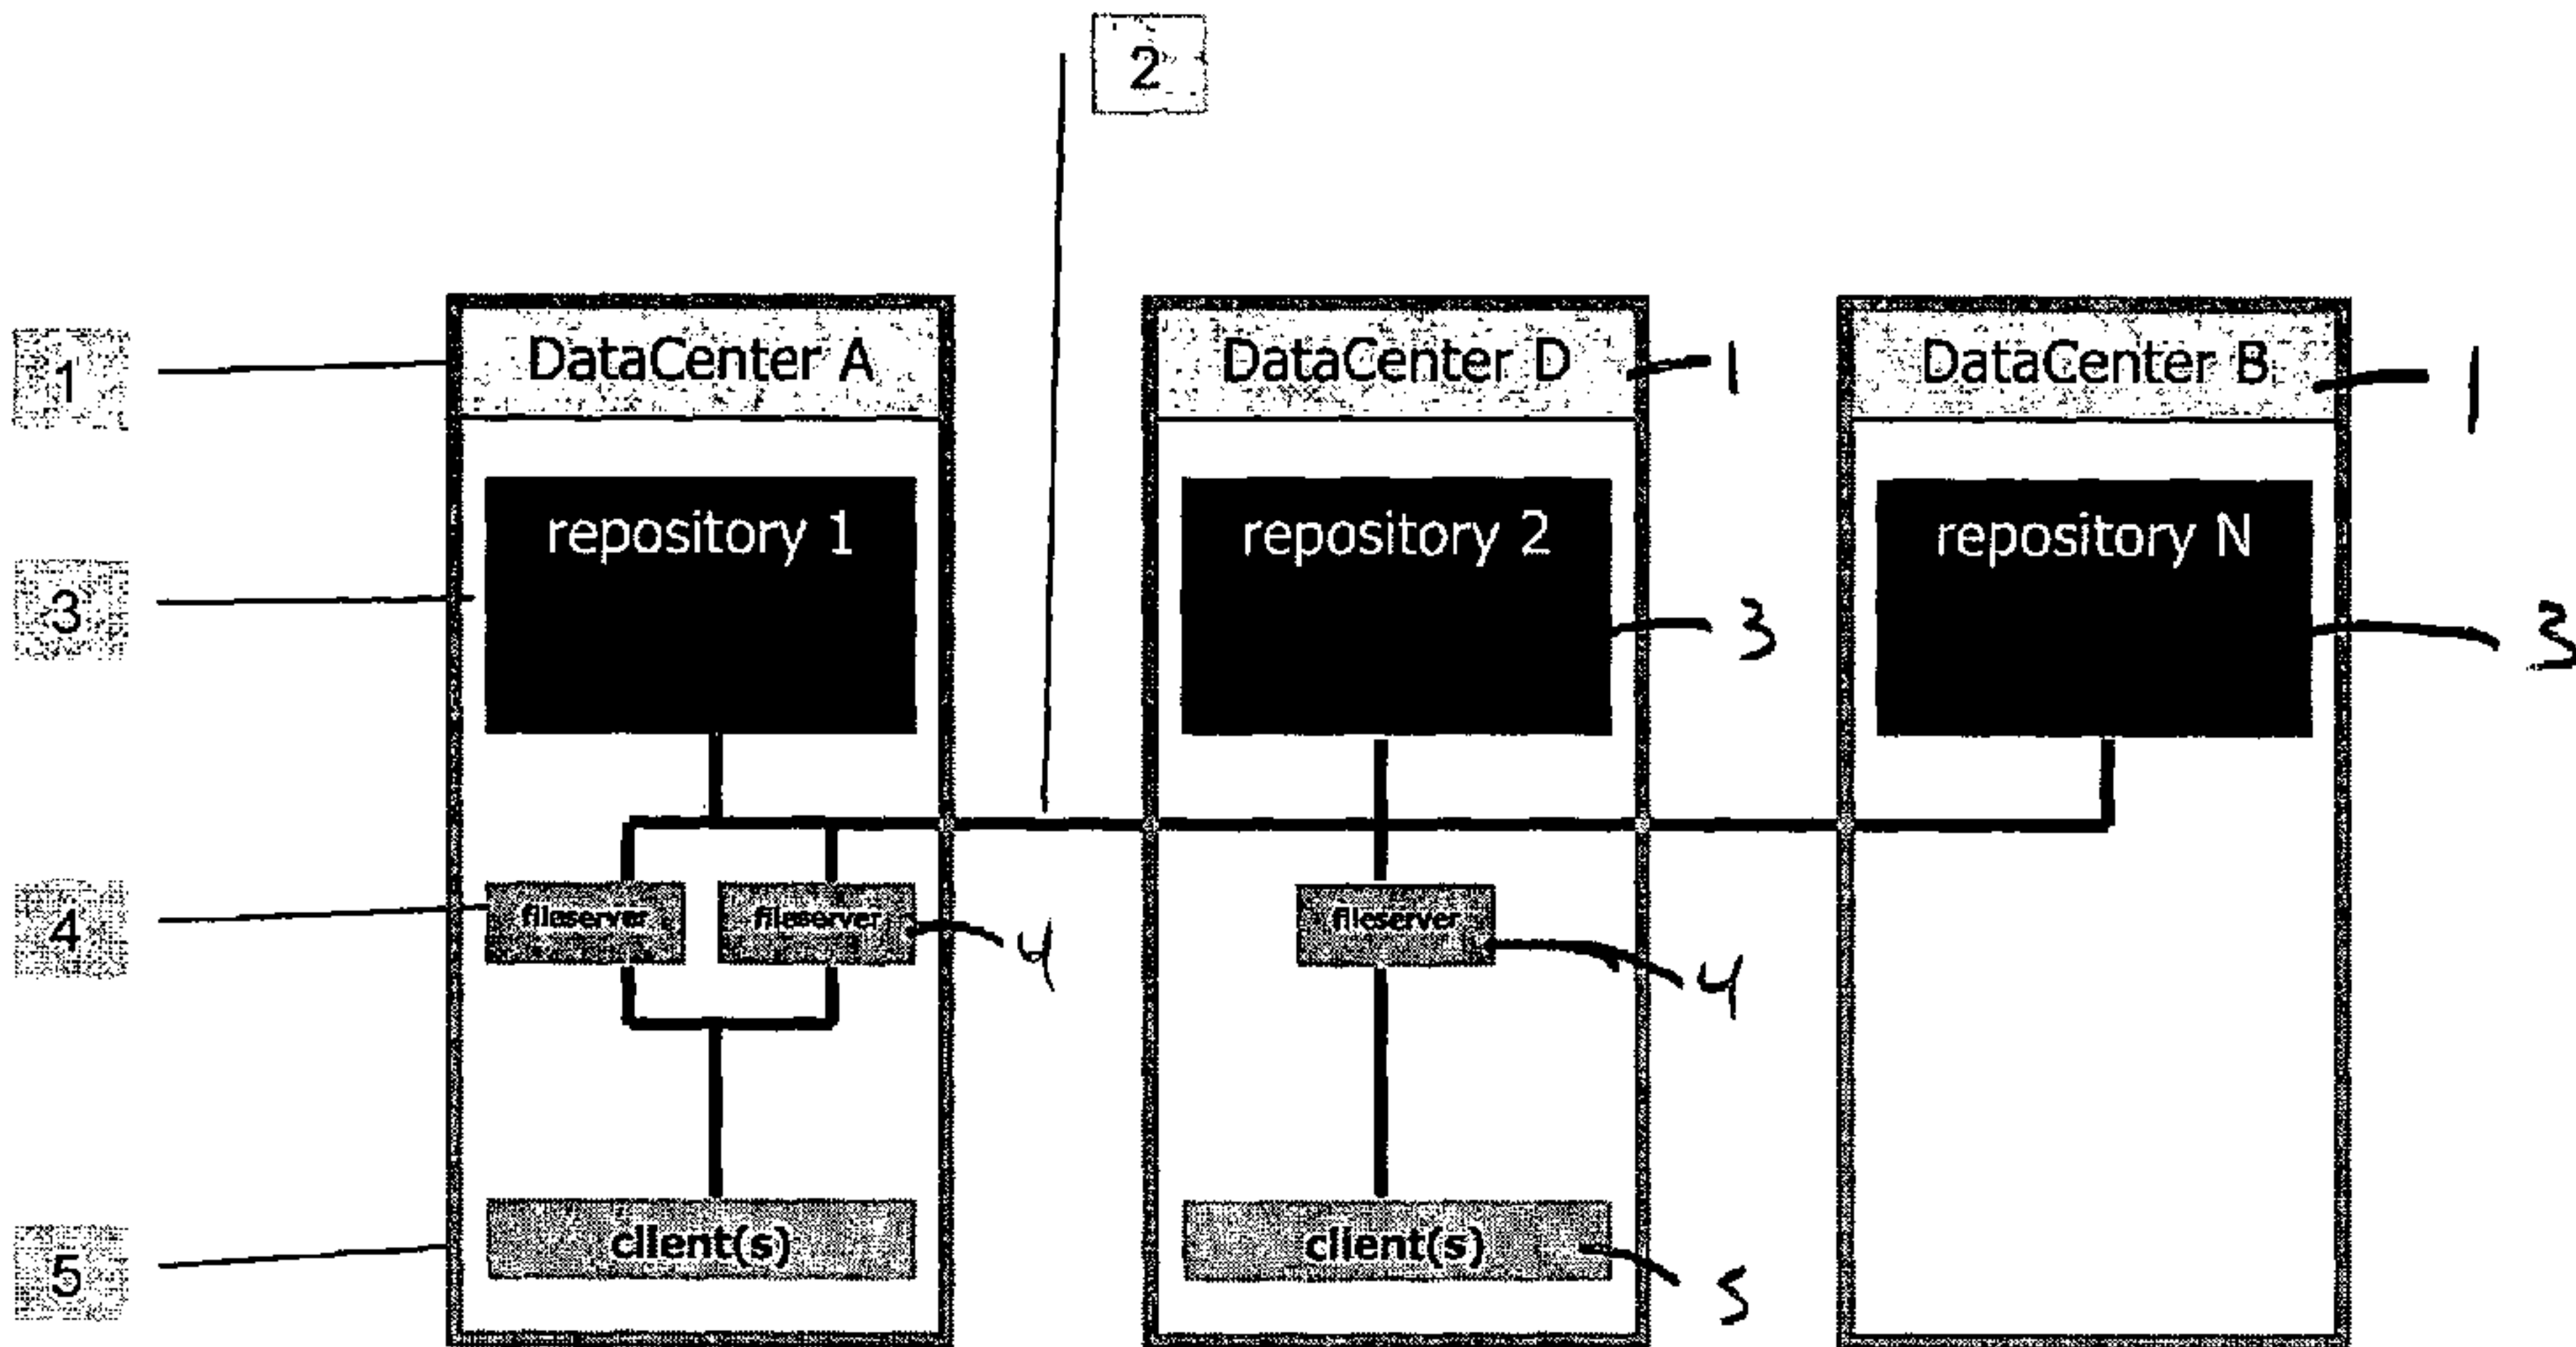 2
1
DataCenter A
DataCenter D
1
DataCenter B
1
3
repository 1
repository 2
3
repository N
3
4
fileserver
fileserver
4
fileserver
4
5
client(s)
client(s)
5